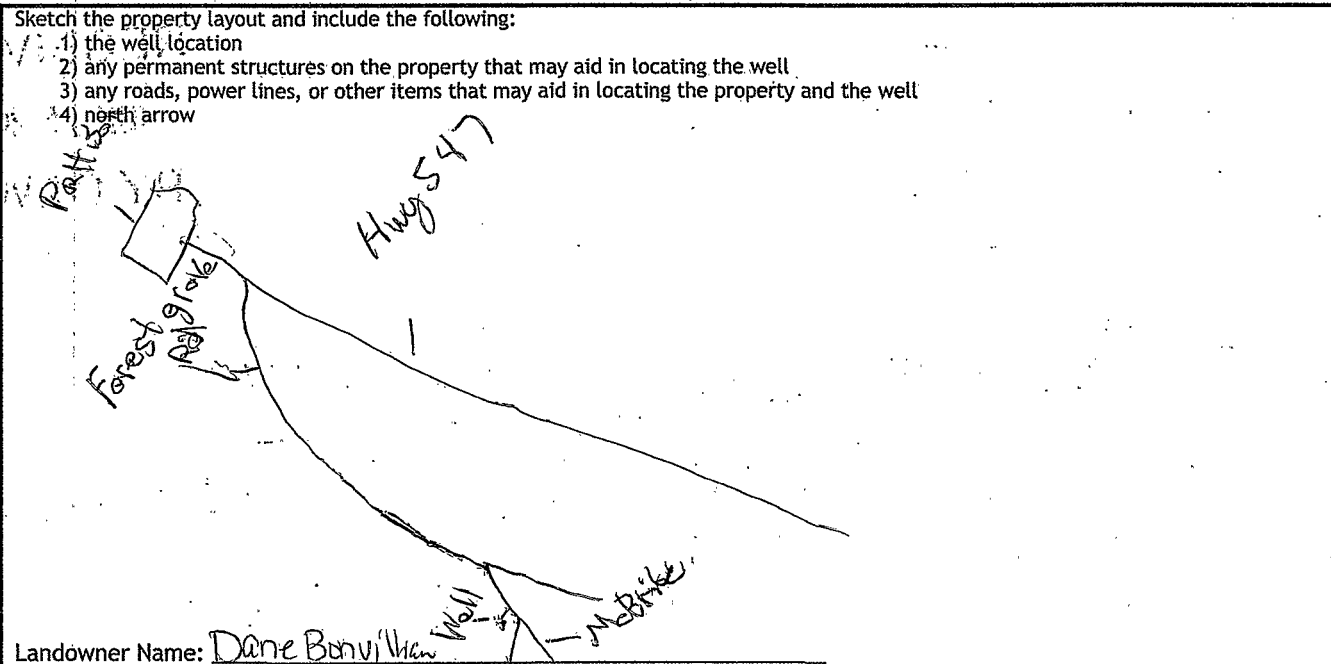 Sketch the property layout and include the following:
1) the well location
2) any permanent structures on the property that may aid in locating the well
3) any roads, power lines, or other items that may aid in locating the property and the well
4) north arrow
Hwy 547
Forest
grove
Rd
Well
Landowner Name: Dane Bonvillian